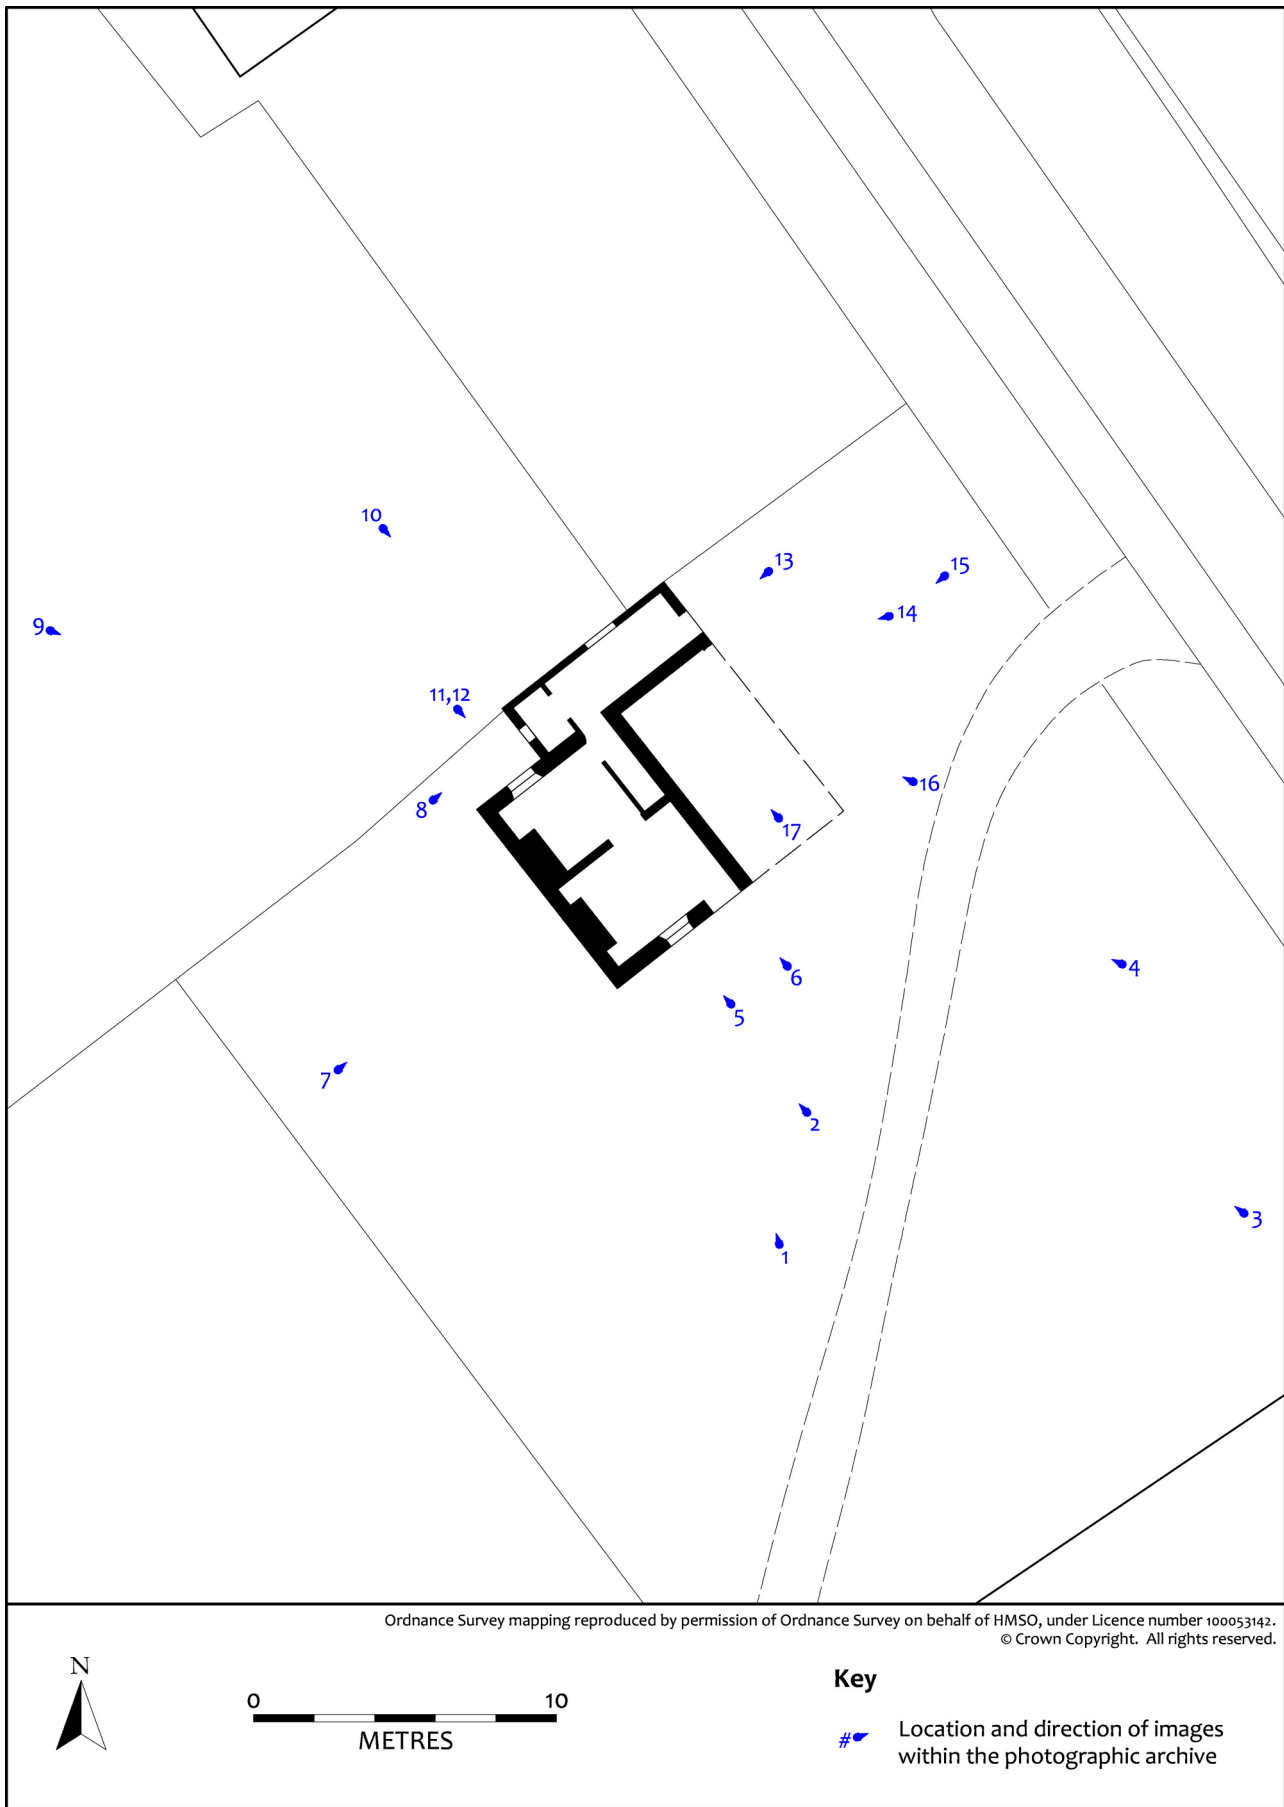 10
13
15
9
14
11,12
8
16
17
4
6
5
7
2
3
1
Ordnance Survey mapping reproduced by permission of Ordnance Survey on behalf of HMSO, under Licence number 100053142.
© Crown Copyright. All rights reserved.
N
Key
0 10
METRES
# Location and direction of images
within the photographic archive